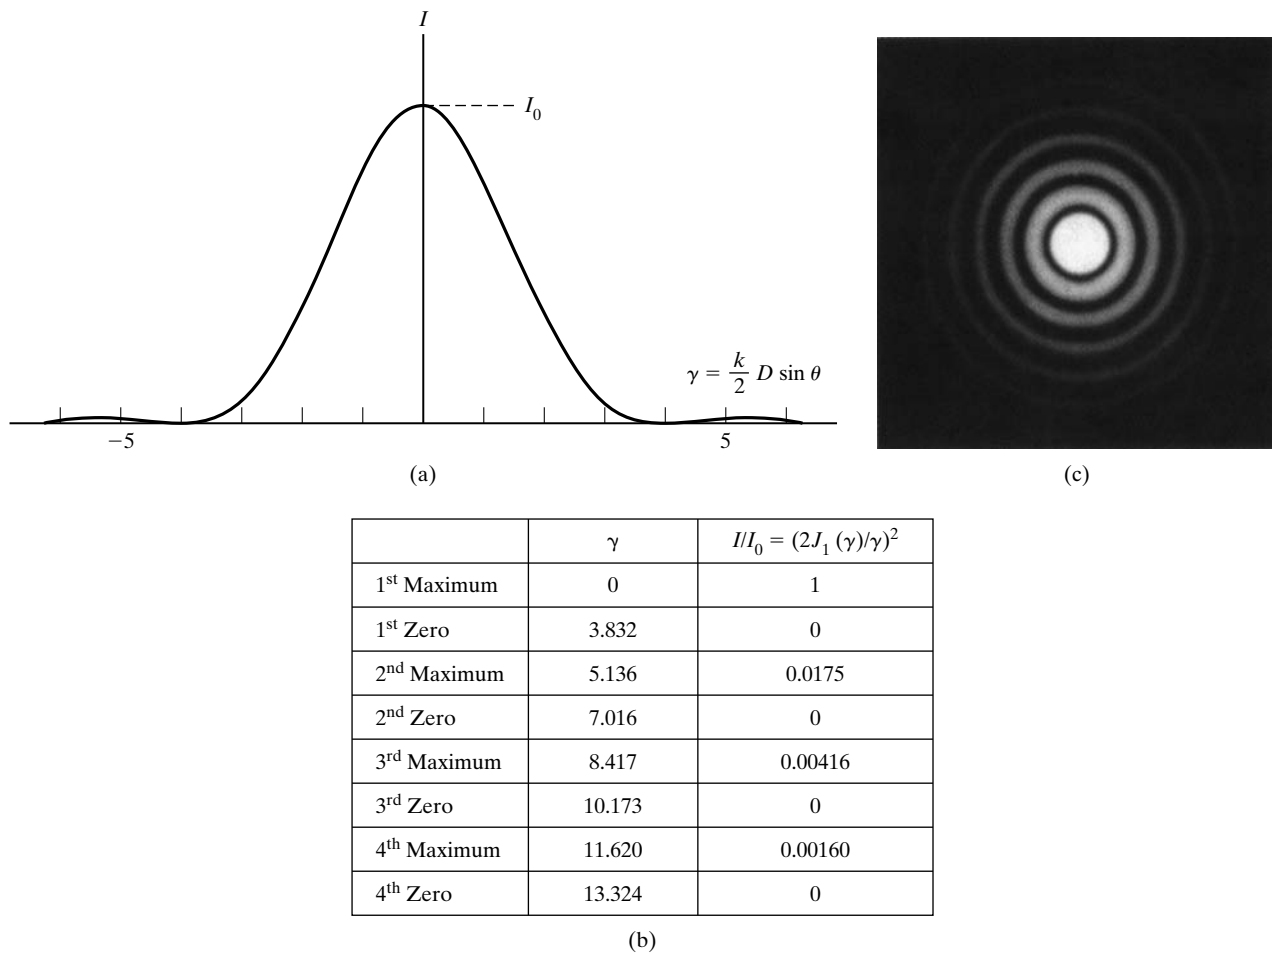 I
I₀
γ = k/2 D sin θ
−5
5
(a)
(c)
γ
I/I₀ = (2J₁ (γ)/γ)²
1st Maximum 0 1
1st Zero 3.832 0
2nd Maximum 5.136 0.0175
2nd Zero 7.016 0
3rd Maximum 8.417 0.00416
3rd Zero 10.173 0
4th Maximum 11.620 0.00160
4th Zero 13.324 0
(b)